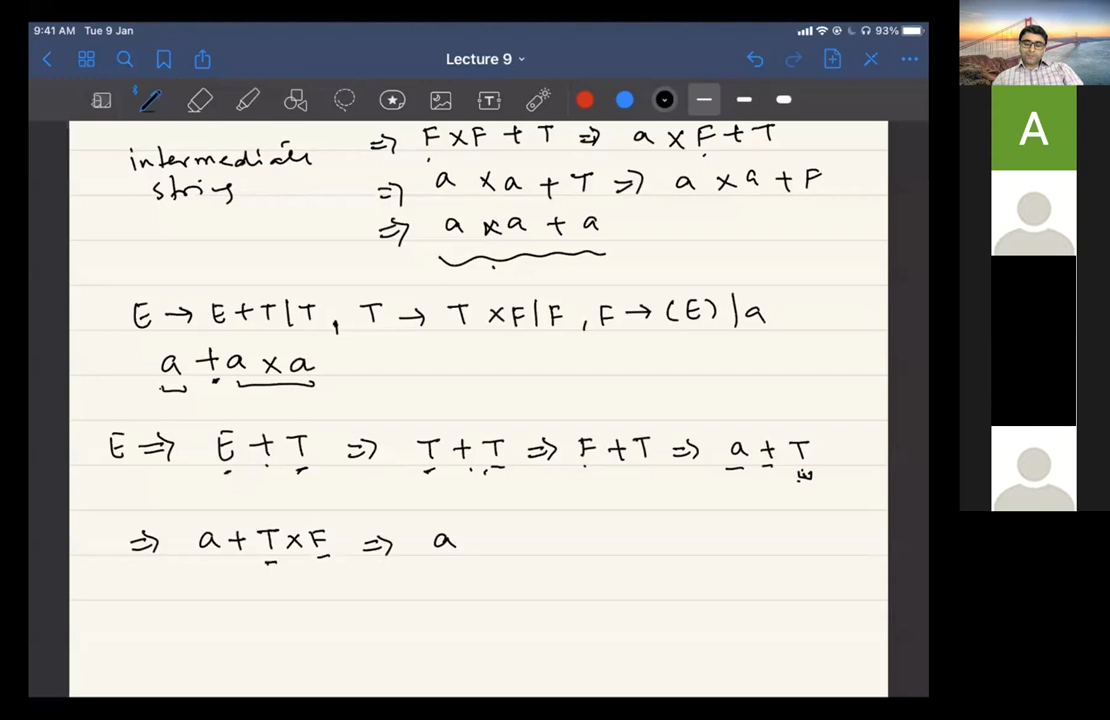 9:41 AM Tue 9 Jan 93%
Lecture 9
⇒ F × F + T ⇒ a × F + T
intermediate
string
⇒ a × a + T ⇒ a × a + F
⇒ a × a + a
E → E + T | T , T → T × F | F , F → (E) | a
a + a × a
E ⇒ E + T ⇒ T + T ⇒ F + T ⇒ a + T
⇒ a + T × F ⇒ a
A